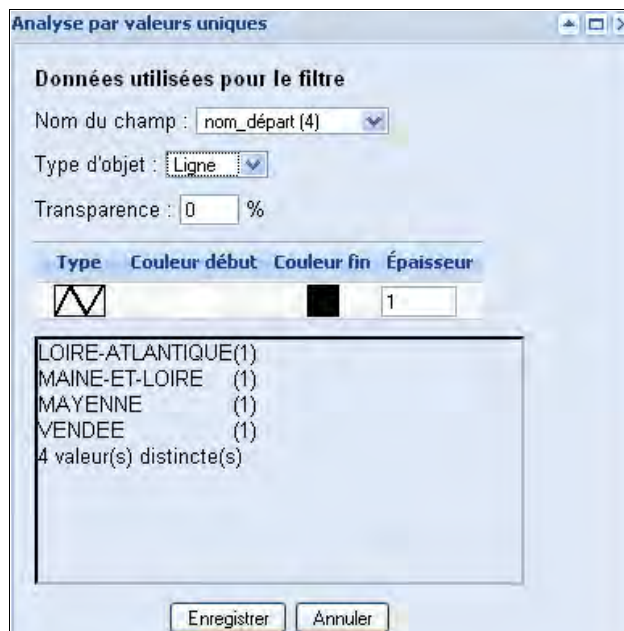 Analyse par valeurs uniques
Données utilisées pour le filtre
Nom du champ : nom_départ (4)
Type d'objet : Ligne
Transparence : 0 %
Type Couleur début Couleur fin Épaisseur
1
LOIRE-ATLANTIQUE(1)
MAINE-ET-LOIRE (1)
MAYENNE (1)
VENDEE (1)
4 valeur(s) distincte(s)
Enregistrer Annuler